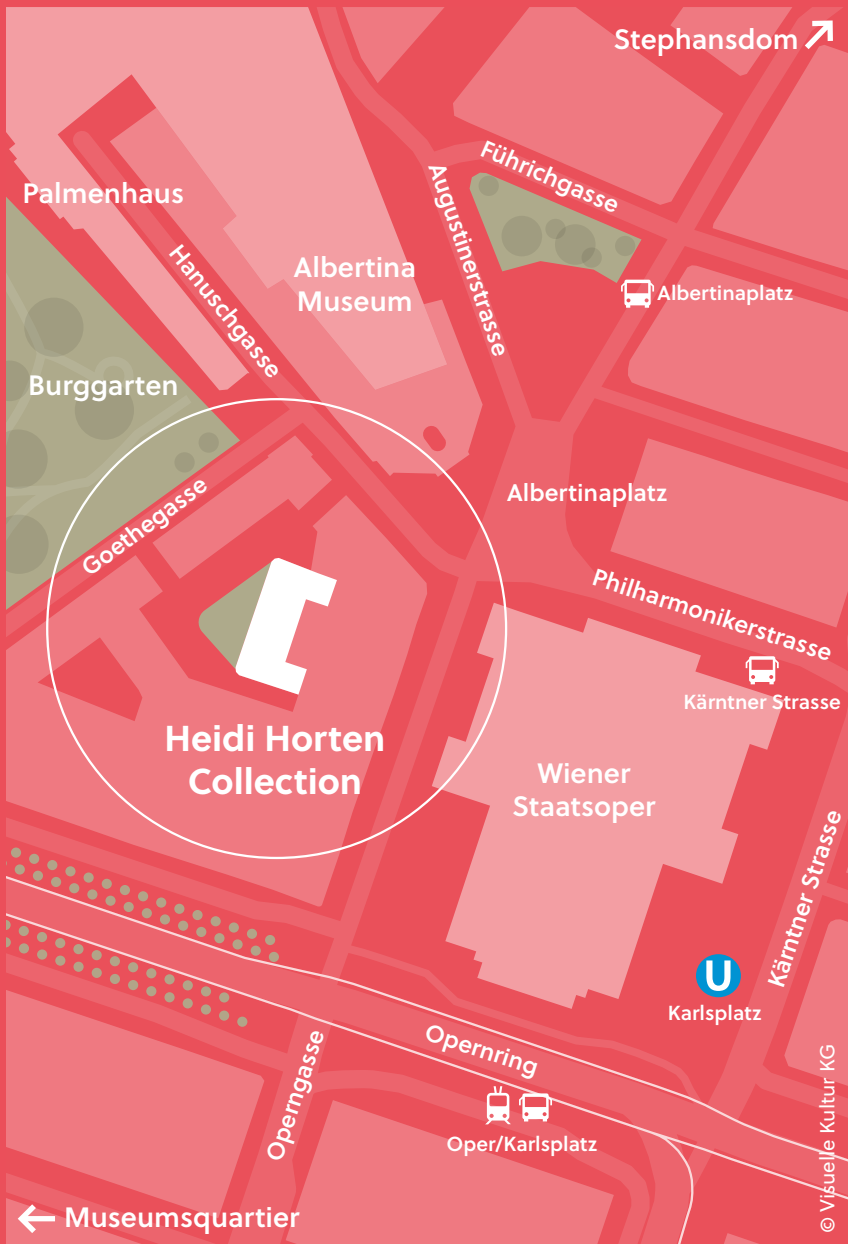 Stephansdom
Führichgasse
Palmenhaus
Augustinerstrasse
Hanuschgasse
Albertina
Museum
Albertinaplatz
Burggarten
Goethegasse
Albertinaplatz
Philharmonikerstrasse
Kärntner Strasse
Heidi Horten
Collection
Wiener
Staatsoper
Kärntner Strasse
U
Karlsplatz
Opernring
Operngasse
Oper/Karlsplatz
Museumsquartier
© Visuelle Kultur KG